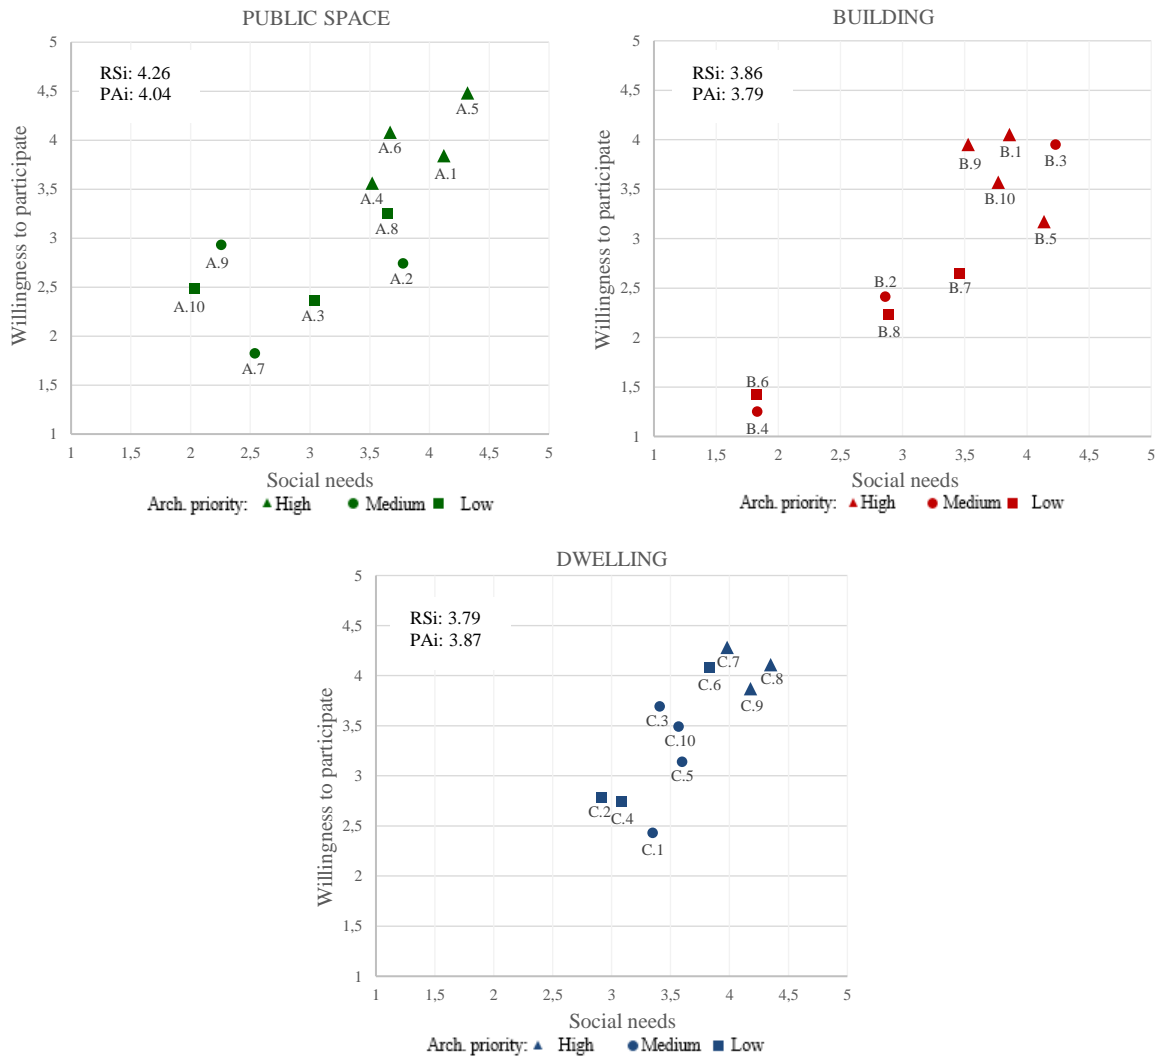 PUBLIC SPACE
RSi: 4.26
PAi: 4.04
Willingness to participate
5
4,5
4
3,5
3
2,5
2
1,5
1
A.5
A.6
A.1
A.4
A.8
A.9
A.2
A.10
A.3
A.7
1 1,5 2 2,5 3 3,5 4 4,5 5
Social needs
Arch. priority: High Medium Low
BUILDING
RSi: 3.86
PAi: 3.79
Willingness to participate
5
4,5
4
3,5
3
2,5
2
1,5
1
B.1
B.9
B.3
B.10
B.5
B.7
B.2
B.8
B.6
B.4
1 1,5 2 2,5 3 3,5 4 4,5 5
Social needs
Arch. priority: High Medium Low
DWELLING
RSi: 3.79
PAi: 3.87
Willingness to participate
5
4,5
4
3,5
3
2,5
2
1,5
1
C.7
C.8
C.6
C.9
C.3
C.10
C.5
C.2
C.4
C.1
1 1,5 2 2,5 3 3,5 4 4,5 5
Social needs
Arch. priority: High Medium Low